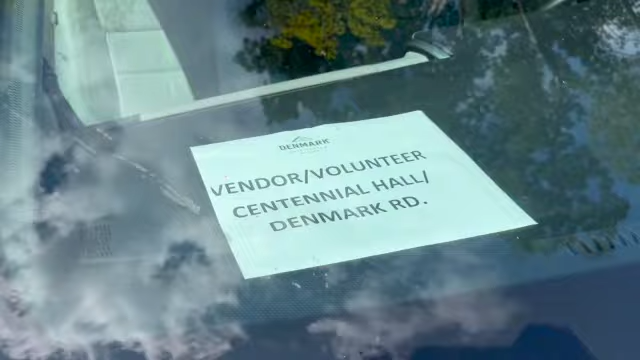 DENMARK
VENDOR/VOLUNTEER
CENTENNIAL HALL/
DENMARK RD.